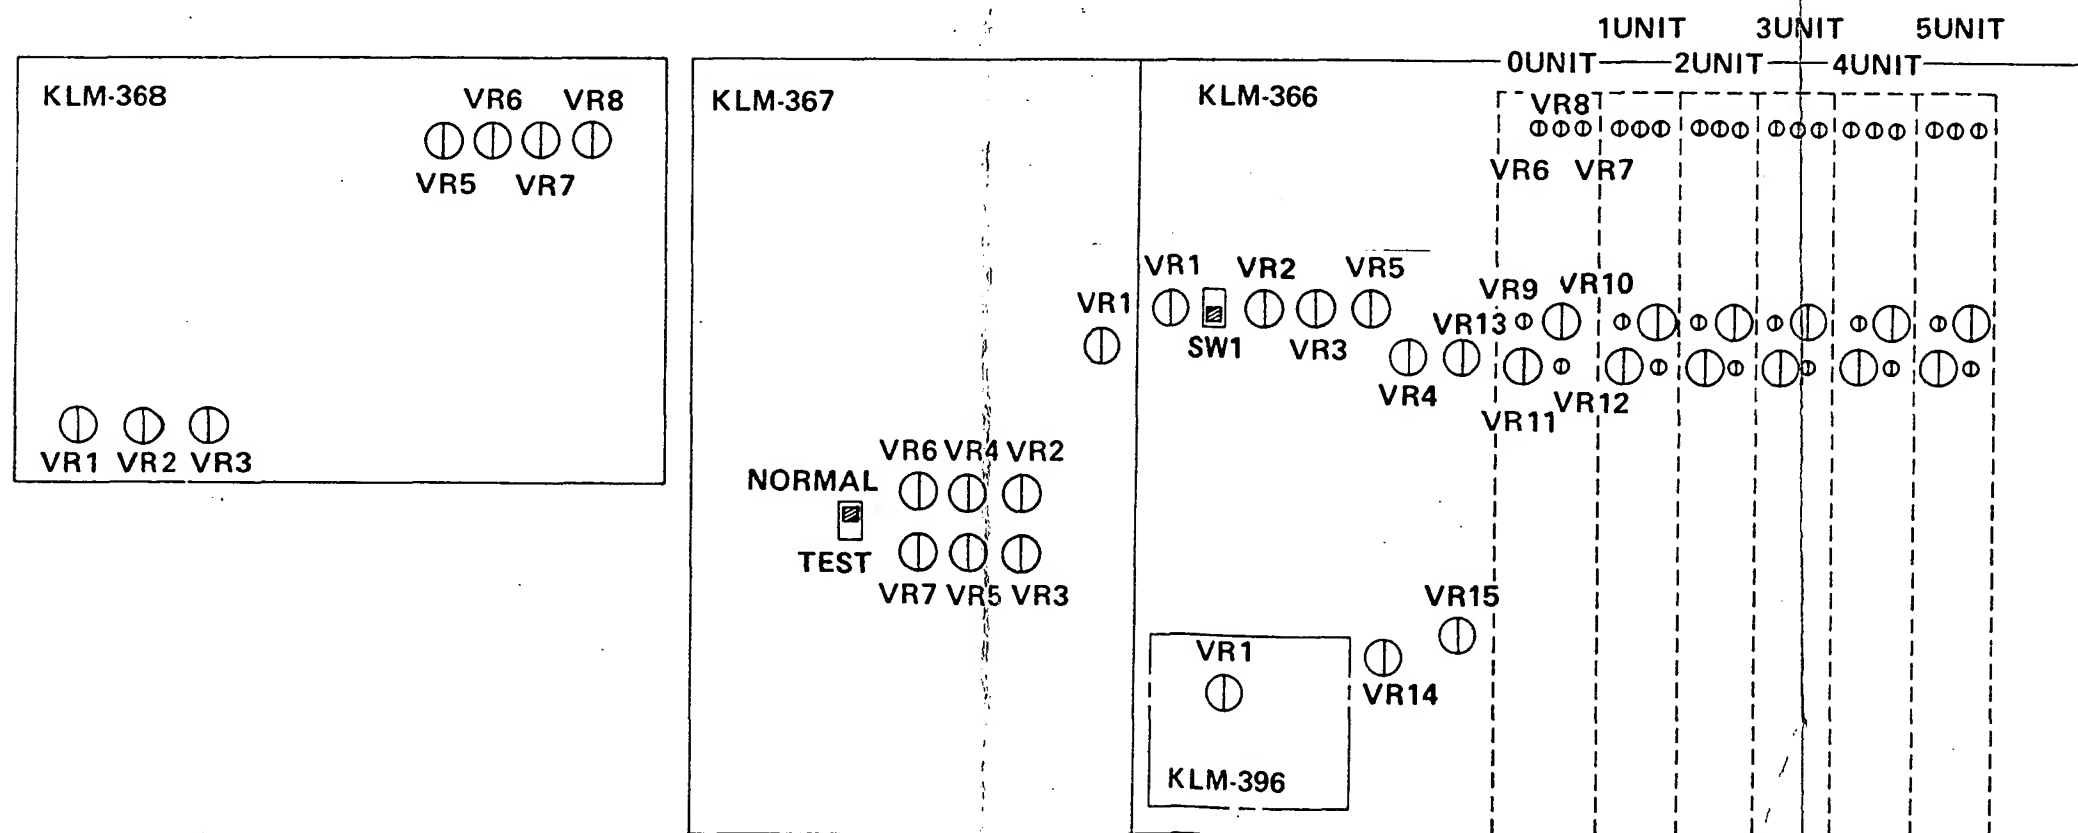 1UNIT 3UNIT 5UNIT
0UNIT 2UNIT 4UNIT
KLM-368
VR6 VR8
VR5 VR7
VR1 VR2 VR3
KLM-367
VR1
VR6 VR4 VR2
NORMAL
TEST
VR7 VR5 VR3
KLM-366
VR8
VR6 VR7
VR1 VR2 VR5
SW1 VR3
VR9 VR10
VR13
VR4
VR11 VR12
VR15
VR14
VR1
KLM-396